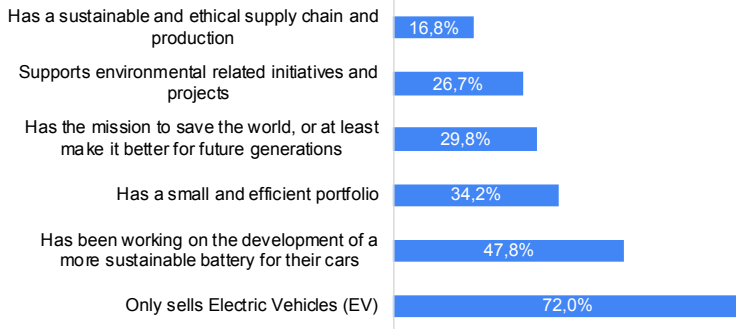 Has a sustainable and ethical supply chain and
production
16,8%
Supports environmental related initiatives and
projects
26,7%
Has the mission to save the world, or at least
make it better for future generations
29,8%
Has a small and efficient portfolio
34,2%
Has been working on the development of a
more sustainable battery for their cars
47,8%
Only sells Electric Vehicles (EV)
72,0%